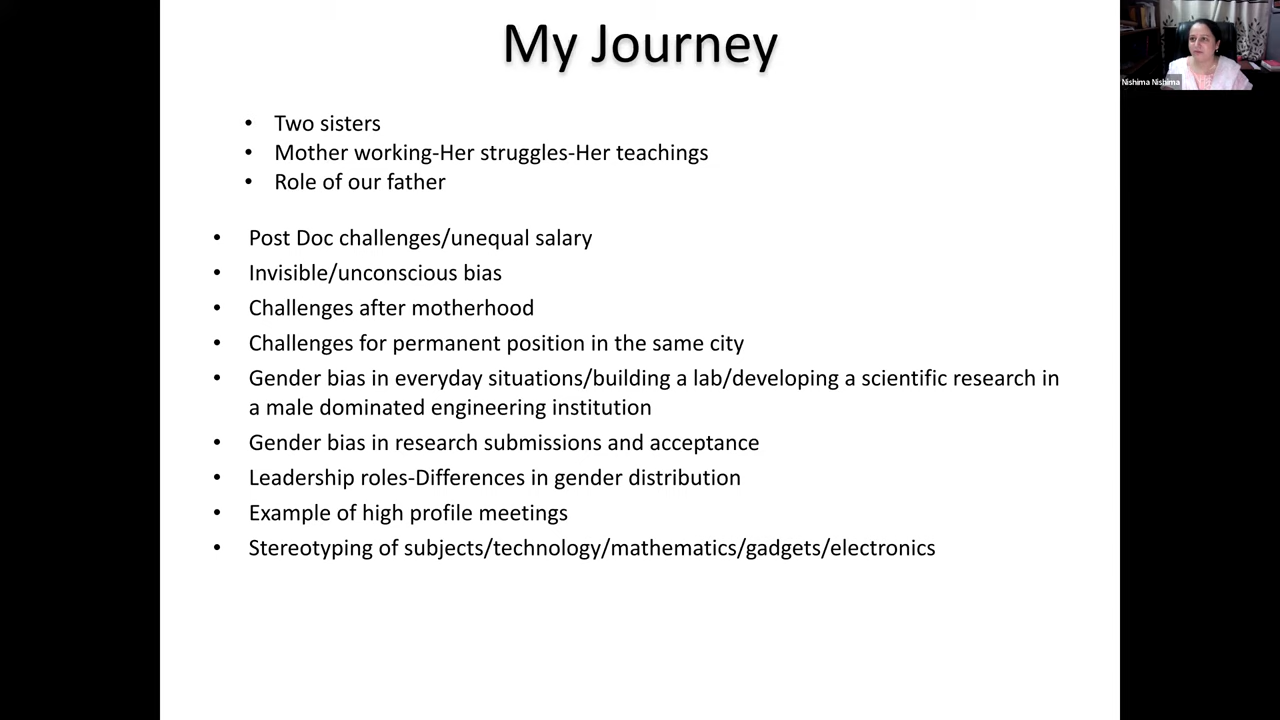 My Journey
Nishima Nishima
• Two sisters
• Mother working-Her struggles-Her teachings
• Role of our father
• Post Doc challenges/unequal salary
• Invisible/unconscious bias
• Challenges after motherhood
• Challenges for permanent position in the same city
• Gender bias in everyday situations/building a lab/developing a scientific research in
a male dominated engineering institution
• Gender bias in research submissions and acceptance
• Leadership roles-Differences in gender distribution
• Example of high profile meetings
• Stereotyping of subjects/technology/mathematics/gadgets/electronics